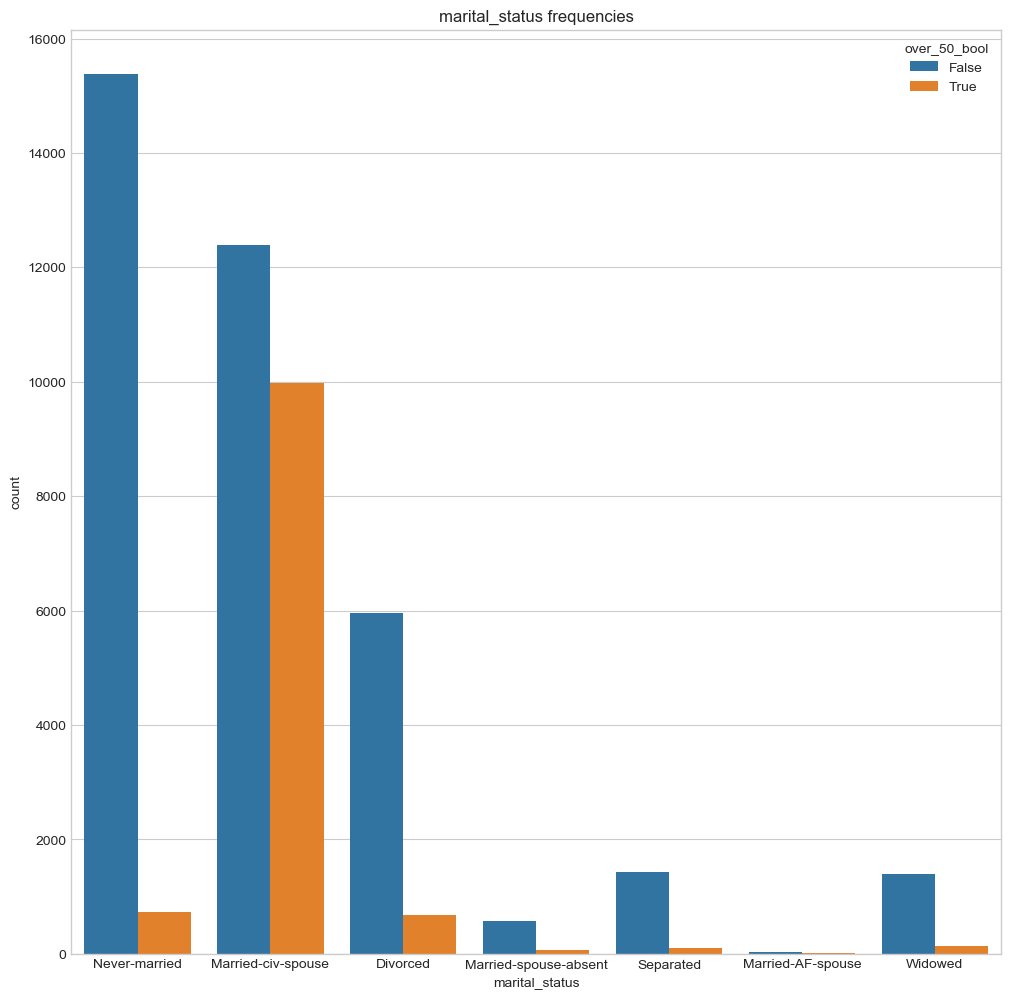 marital_status frequencies
over_50_bool
False
True
16000
14000
12000
10000
8000
6000
4000
2000
0
count
Never-married Married-civ-spouse Divorced Married-spouse-absent Separated Married-AF-spouse Widowed
marital_status